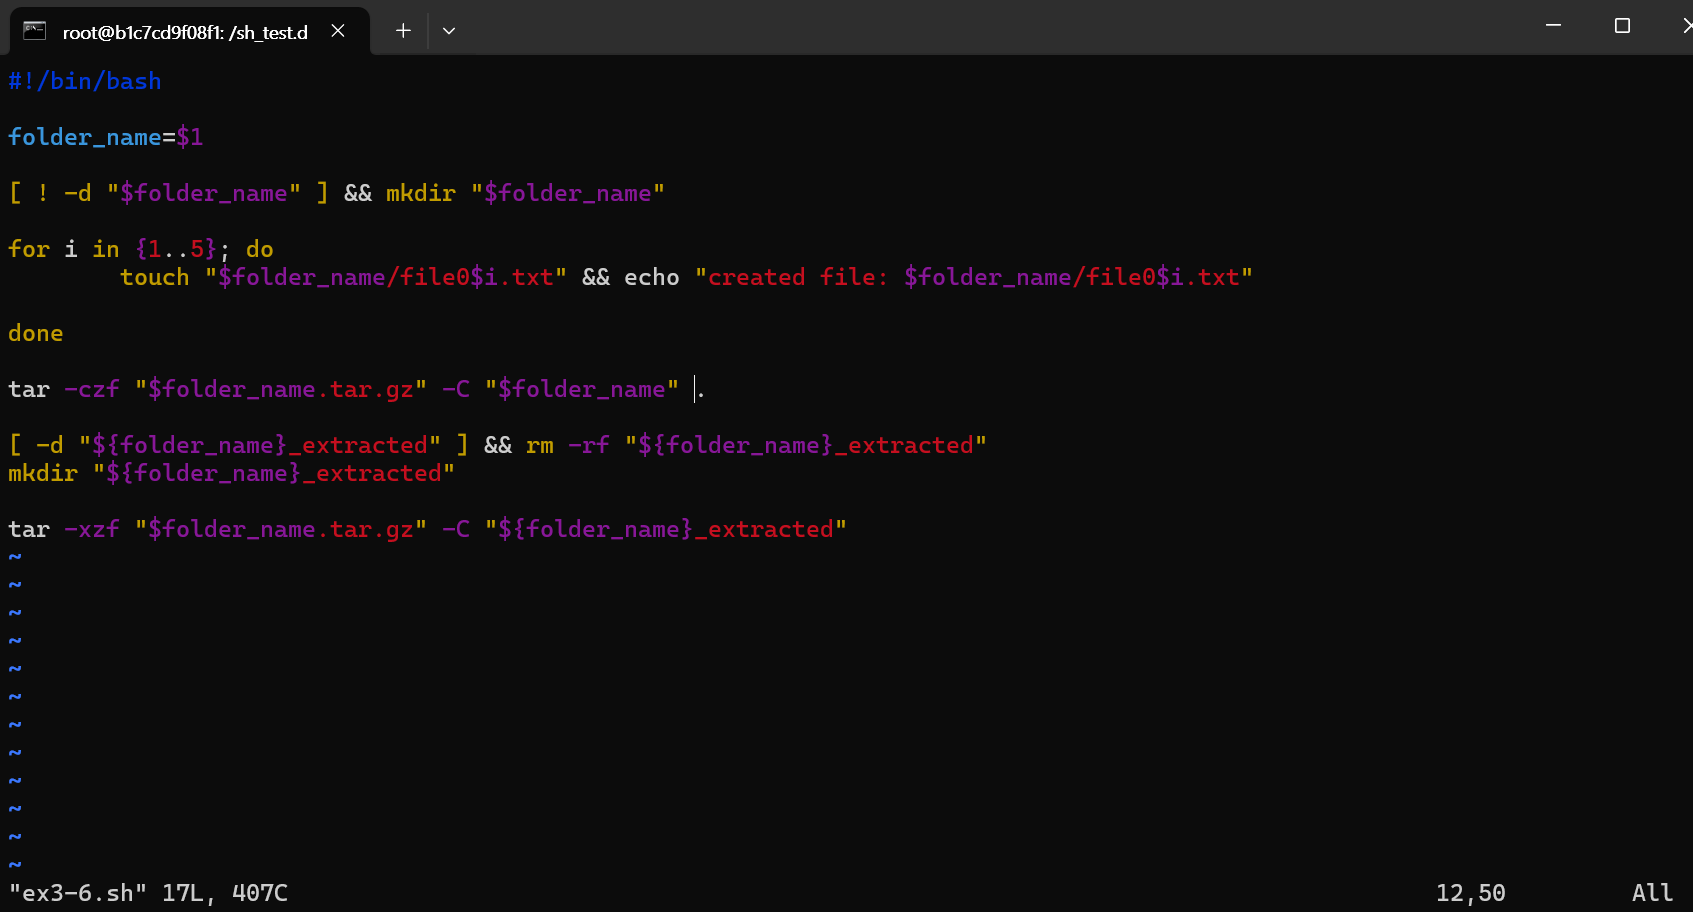 root@b1c7cd9f08f1: /sh_test.d
#!/bin/bash
folder_name=$1
[ ! -d "$folder_name" ] && mkdir "$folder_name"
for i in {1..5}; do
        touch "$folder_name/file0$i.txt" && echo "created file: $folder_name/file0$i.txt"
done
tar -czf "$folder_name.tar.gz" -C "$folder_name" .
[ -d "${folder_name}_extracted" ] && rm -rf "${folder_name}_extracted"
mkdir "${folder_name}_extracted"
tar -xzf "$folder_name.tar.gz" -C "${folder_name}_extracted"
~
~
~
~
~
~
~
~
~
~
~
~
"ex3-6.sh" 17L, 407C 12,50 All